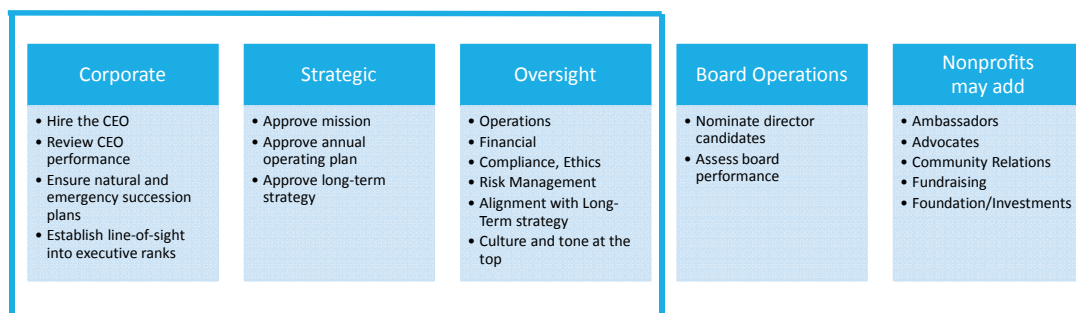 Corporate
• Hire the CEO
• Review CEO
performance
• Ensure natural and
emergency succession
plans
• Establish line-of-sight
into executive ranks
Strategic
• Approve mission
• Approve annual
operating plan
• Approve long-term
strategy
Oversight
• Operations
• Financial
• Compliance, Ethics
• Risk Management
• Alignment with Long-
Term strategy
• Culture and tone at the
top
Board Operations
• Nominate director
candidates
• Assess board
performance
Nonprofits
may add
• Ambassadors
• Advocates
• Community Relations
• Fundraising
• Foundation/Investments